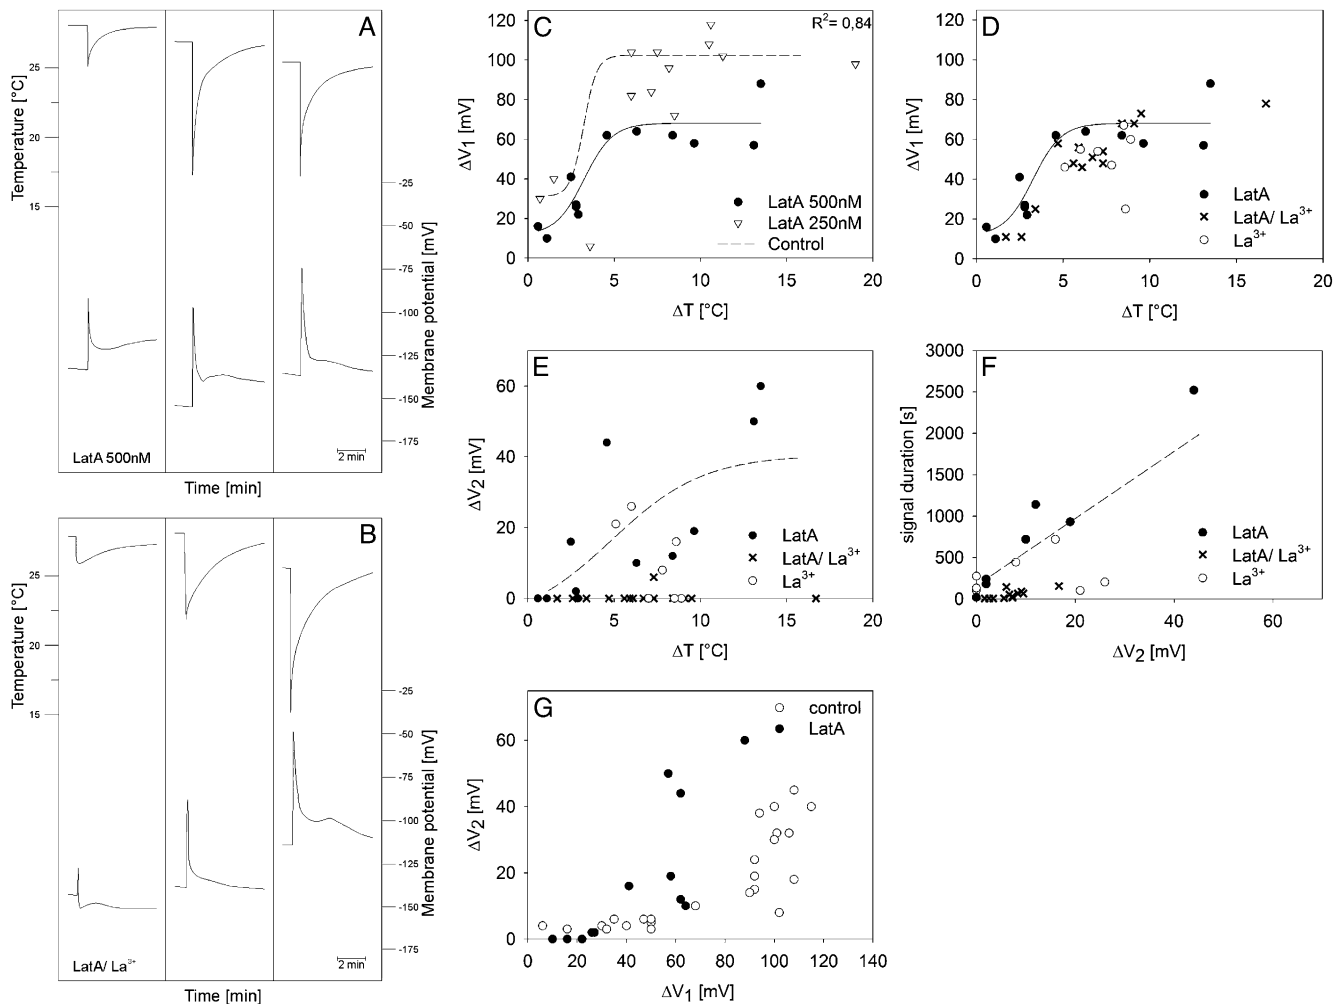 A
Temperature [°C]
25
20
15
Membrane potential [mV]
-25
-50
-75
-100
-125
-150
-175
LatA 500nM
2 min
Time [min]
B
Temperature [°C]
25
20
15
Membrane potential [mV]
-25
-50
-75
-100
-125
-150
-175
LatA/ La³⁺
2 min
Time [min]
C
R²= 0,84
ΔV₁ [mV]
120
100
80
60
40
20
0
LatA 500nM
LatA 250nM
Control
0 5 10 15 20
ΔT [°C]
D
ΔV₁ [mV]
120
100
80
60
40
20
0
LatA
LatA/ La³⁺
La³⁺
0 5 10 15 20
ΔT [°C]
E
ΔV₂ [mV]
60
40
20
0
LatA
LatA/ La³⁺
La³⁺
0 5 10 15 20
ΔT [°C]
F
signal duration [s]
3000
2500
2000
1500
1000
500
0
LatA
LatA/ La³⁺
La³⁺
0 20 40 60
ΔV₂ [mV]
G
ΔV₂ [mV]
60
40
20
0
control
LatA
0 20 40 60 80 100 120 140
ΔV₁ [mV]